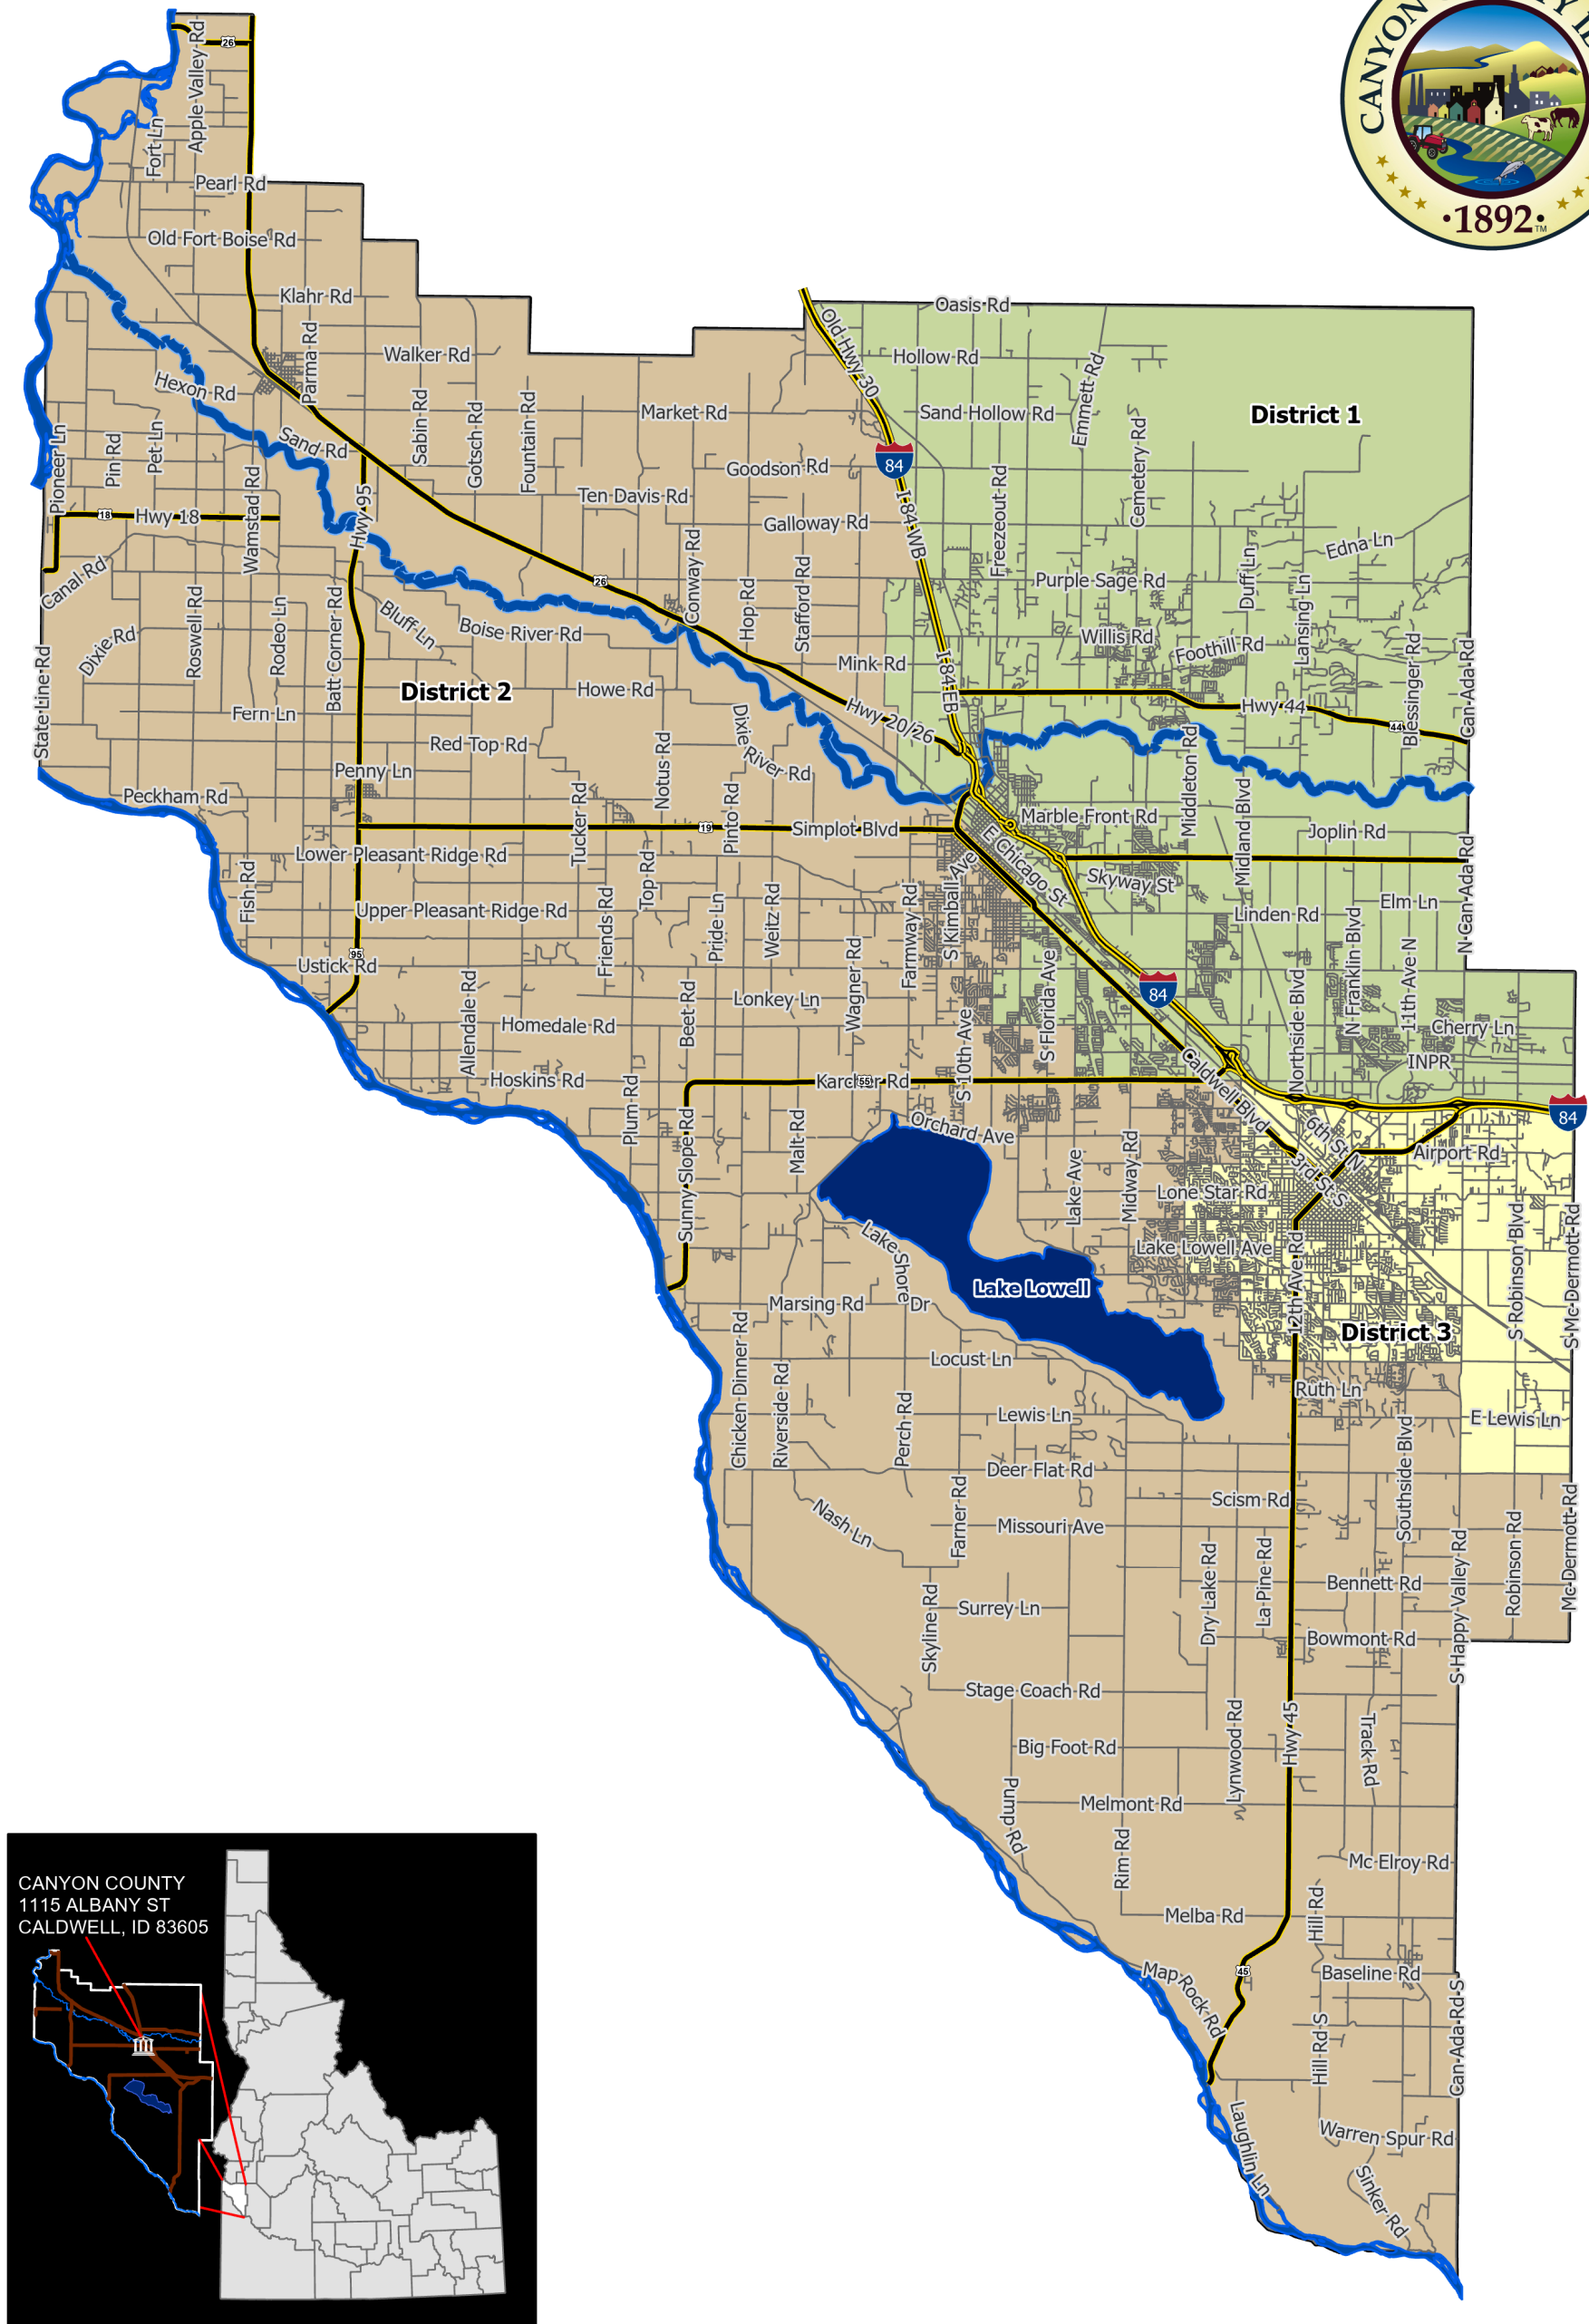 CANYON
·1892·
TM
26
Apple Valley Rd
Fort Ln
Pearl Rd
Old Fort Boise Rd
Klahr Rd
Oasis Rd
Parma Rd
Walker Rd
Old Hwy 30
Hollow Rd
Hexon Rd
Sabin Rd
Gotsch Rd
Fountain Rd
Market Rd
Sand Hollow Rd
Emmett Rd
District 1
Sand Rd
Pioneer Ln
Pin Rd
Pet Ln
Wamstad Rd
Goodson Rd
84
Cemetery Rd
Freezeout Rd
Ten Davis Rd
Hwy 95
18
Hwy 18
Galloway Rd
I 84 WB
Edna Ln
Canal Rd
26
Conway Rd
Hop Rd
Stafford Rd
Purple Sage Rd
Duff Ln
Lansing Ln
Dixie Rd
Roswell Rd
Rodeo Ln
Batt Corner Rd
Bluff Ln
Boise River Rd
Willis Rd
Foothill Rd
Blessinger Rd
Can Ada Rd
State Line Rd
District 2
Howe Rd
Mink Rd
I 84 EB
Fern Ln
Hwy 20/26
Hwy 44
44
Red Top Rd
Notus Rd
Dixie River Rd
Penny Ln
Middleton Rd
Peckham Rd
Tucker Rd
Pinto Rd
Midland Blvd
Marble Front Rd
19
Simplot Blvd
Joplin Rd
Lower Pleasant Ridge Rd
Fish Rd
Top Rd
E Chicago St
S Kimball Ave
Skyway St
N Can Ada Rd
Upper Pleasant Ridge Rd
Friends Rd
Pride Ln
Weitz Rd
Farmway Rd
Linden Rd
Elm Ln
95
Ustick Rd
Wagner Rd
S Florida Ave
84
Northside Blvd
N Franklin Blvd
11th Ave N
Allendale Rd
Lonkey Ln
Beet Rd
S 10th Ave
Homedale Rd
Cherry Ln
INPR
Hoskins Rd
Karcher Rd
55
Caldwell Blvd
84
Plum Rd
Malt Rd
Orchard Ave
6th St N
3rd St S
Airport Rd
Sunny Slope Rd
Lake Ave
Midway Rd
Lone Star Rd
Lake Shore Dr
Lake Lowell Ave
Lake Lowell
12th Ave Rd
S Robinson Blvd
S Mc Dermott Rd
Marsing Rd
District 3
Chicken Dinner Rd
Riverside Rd
Locust Ln
Ruth Ln
Perch Rd
Lewis Ln
E Lewis Ln
Southside Blvd
Deer Flat Rd
Scism Rd
Nash Ln
Farner Rd
Missouri Ave
Mc Dermott Rd
Robinson Rd
Dry Lake Rd
La Pine Rd
Bennett Rd
S Happy Valley Rd
Skyline Rd
Surrey Ln
Bowmont Rd
Stage Coach Rd
Lynwood Rd
Hwy 45
Track Rd
Big Foot Rd
Pump Rd
Melmont Rd
Rim Rd
Mc Elroy Rd
Hill Rd
Melba Rd
Map Rock Rd
45
Baseline Rd
Hill Rd S
Can Ada Rd S
Laughlin Ln
Warren Spur Rd
Sinker Rd
CANYON COUNTY
1115 ALBANY ST
CALDWELL, ID 83605